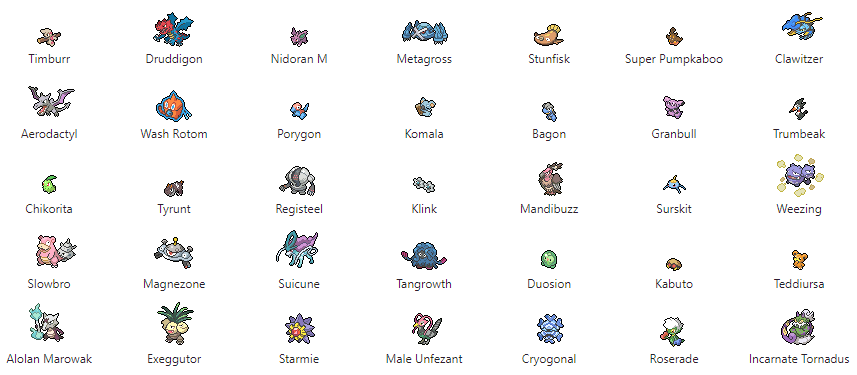 Timburr Druddigon Nidoran M Metagross Stunfisk Super Pumpkaboo Clawitzer
Aerodactyl Wash Rotom Porygon Komala Bagon Granbull Trumbeak
Chikorita Tyrunt Registeel Klink Mandibuzz Surskit Weezing
Slowbro Magnezone Suicune Tangrowth Duosion Kabuto Teddiursa
Alolan Marowak Exeggutor Starmie Male Unfezant Cryogonal Roserade Incarnate Tornadus